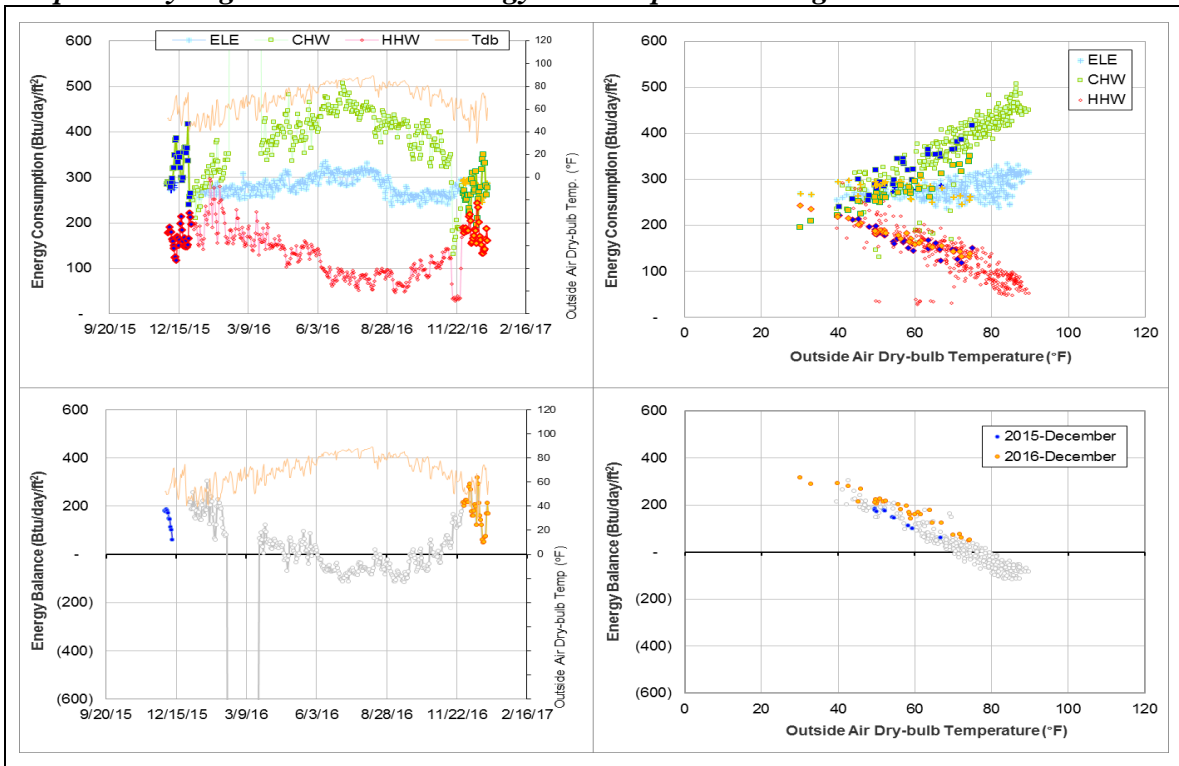 ELE CHW HHW Tdb
Energy Consumption (Btu/day/ft²)
600
500
400
300
200
100
-
120
100
80
60
40
20
0
Outside Air Dry-bulb Temp. (°F)
9/20/15 12/15/15 3/9/16 6/3/16 8/28/16 11/22/16 2/16/17
ELE
CHW
HHW
Energy Consumption (Btu/day/ft²)
600
500
400
300
200
100
-
0 20 40 60 80 100 120
Outside Air Dry-bulb Temperature (°F)
Energy Balance (Btu/day/ft²)
600
400
200
-
(200)
(400)
(600)
120
100
80
60
40
20
0
Outside Air Dry-bulb Temp (°F)
9/20/15 12/15/15 3/9/16 6/3/16 8/28/16 11/22/16 2/16/17
2015-December
2016-December
Energy Balance (Btu/day/ft²)
600
400
200
-
(200)
(400)
(600)
0 20 40 60 80 100 120
Outside Air Dry-bulb Temperature (°F)